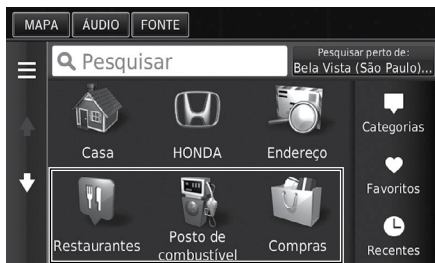 MAPA ÁUDIO FONTE
Pesquisar
Pesquisar perto de:
Bela Vista (São Paulo)...
Casa
HONDA
Endereço
Categorias
Favoritos
Restaurantes
Posto de
combustível
Compras
Recentes